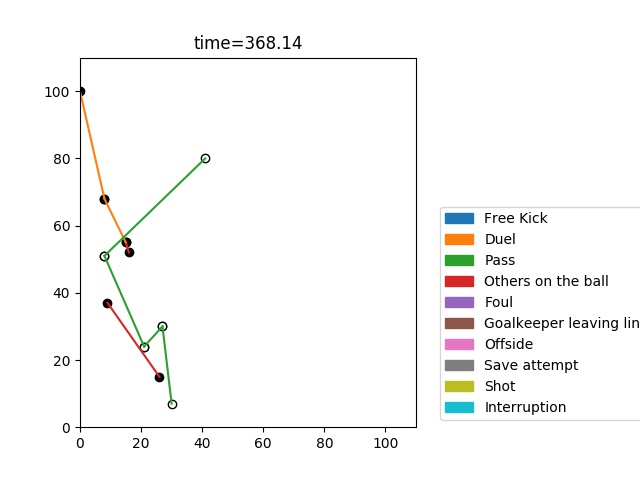 time=368.14
100
80
60
40
20
0
0 20 40 60 80 100
Free Kick
Duel
Pass
Others on the ball
Foul
Goalkeeper leaving lin
Offside
Save attempt
Shot
Interruption